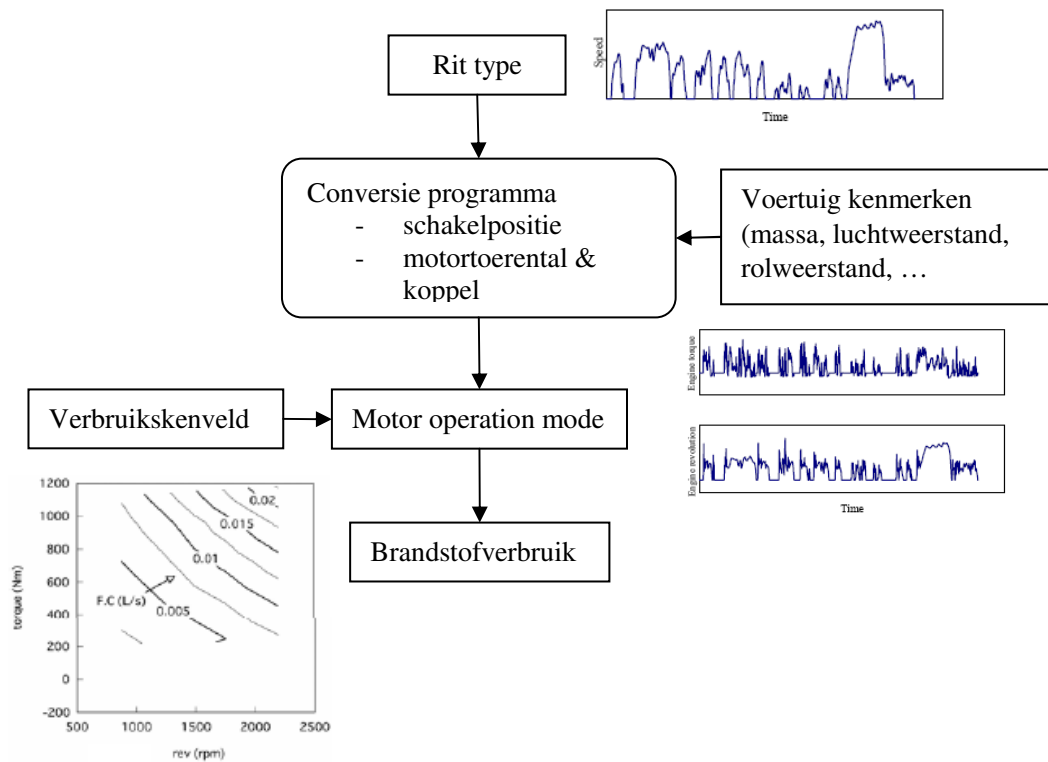 Rit type
Speed
Time
Conversie programma
- schakelpositie
- motortoerental &
koppel
Voertuig kenmerken
(massa, luchtweerstand,
rolweerstand, …
Engine torque
Verbruikskenveld
Motor operation mode
Engine revolution
Time
Brandstofverbruik
1200
1000
800
600
400
200
0
-200
torque (Nm)
0.02
0.015
0.01
F.C (L/s)
0.005
500
1000
1500
2000
2500
rev (rpm)